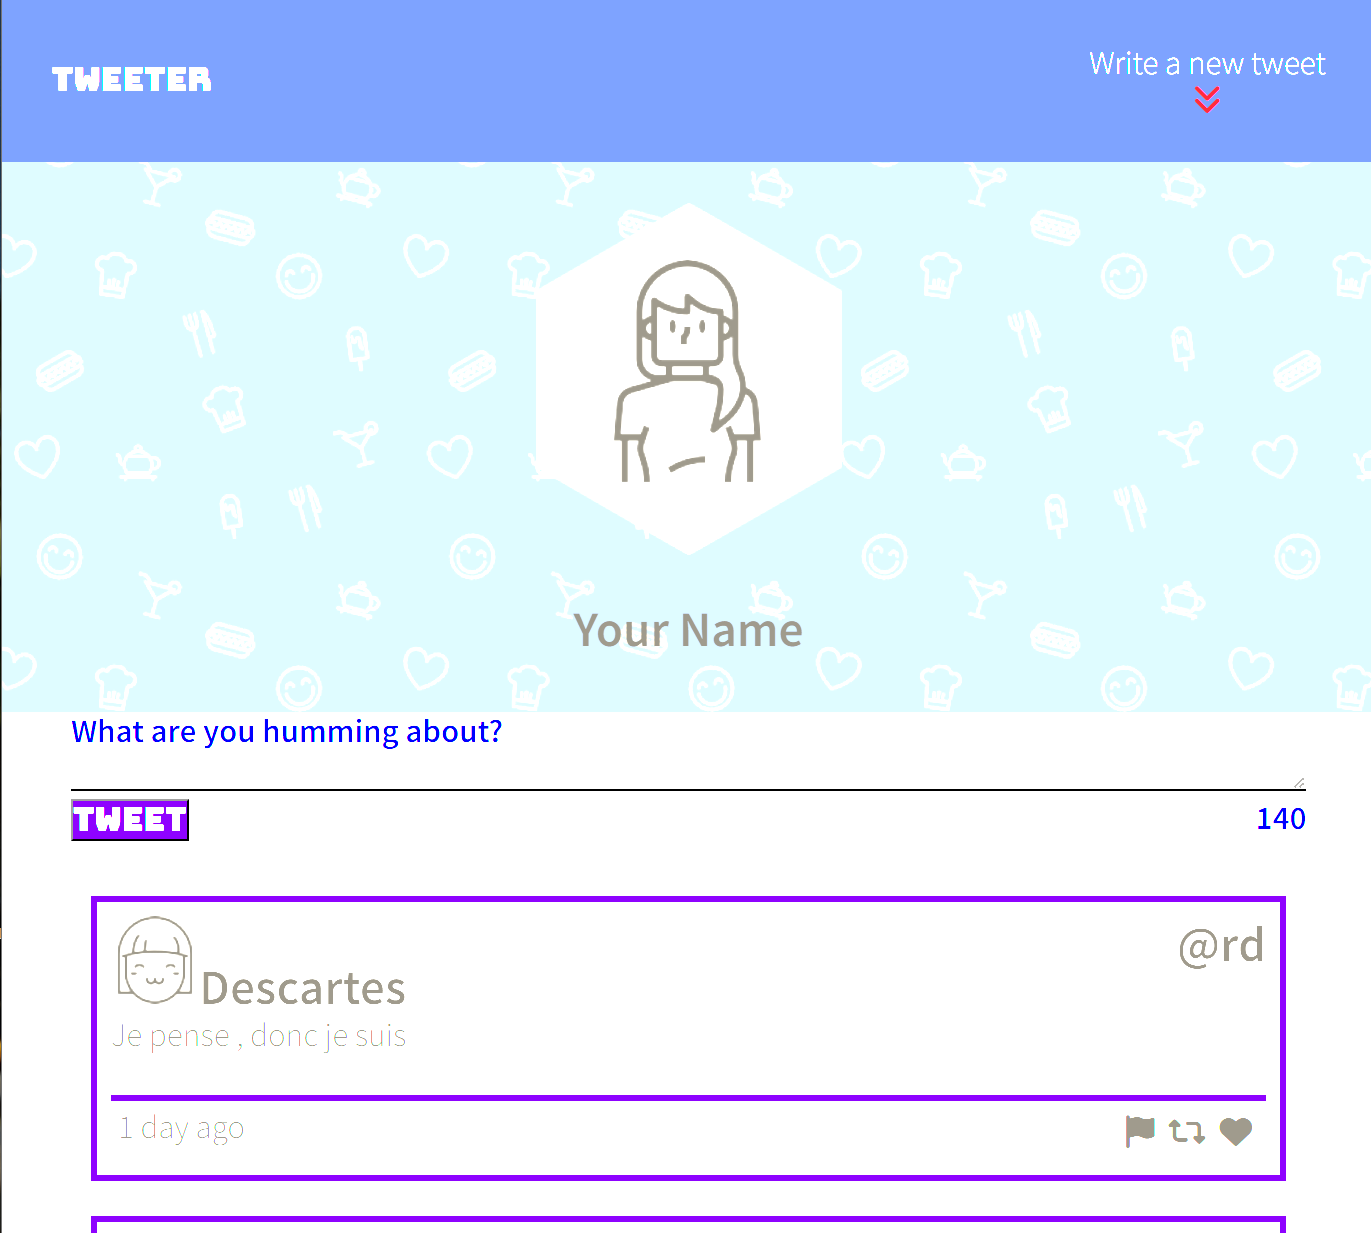 TWEETER
Write a new tweet
Your Name
What are you humming about?
TWEET
140
@rd
Descartes
Je pense , donc je suis
1 day ago